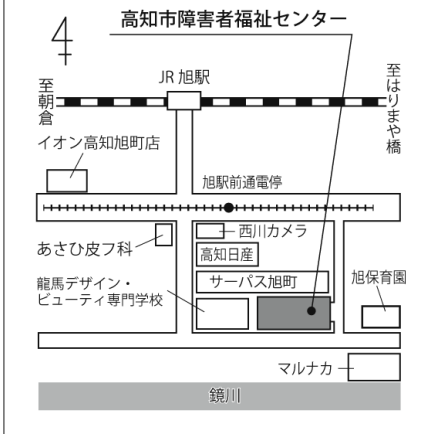 高知市障害者福祉センター
JR 旭駅
至朝倉
至はりまや橋
イオン高知旭町店
旭駅前通電停
あさひ皮フ科
西川カメラ
高知日産
龍馬デザイン・
ビューティ専門学校
サーパス旭町
旭保育園
マルナカ
鏡川